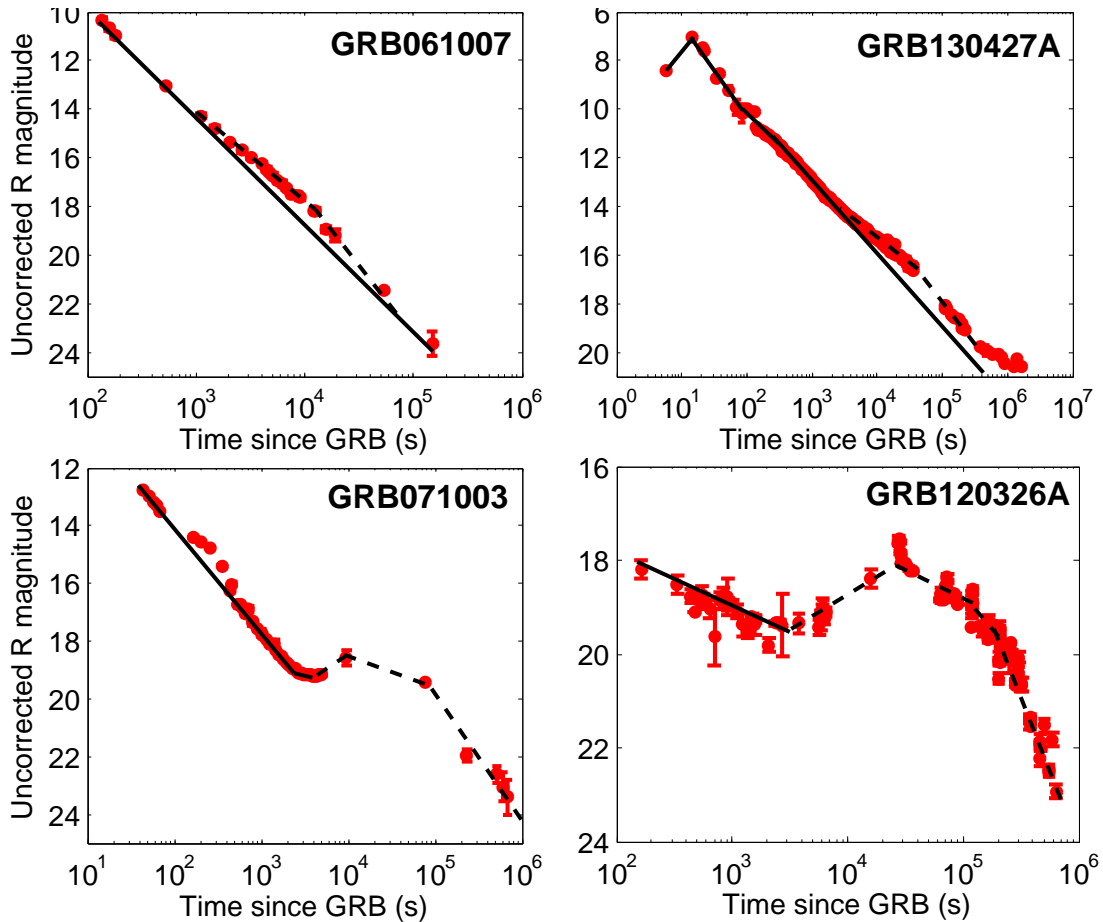 GRB061007
Uncorrected R magnitude
10
12
14
16
18
20
22
24
10^2 10^3 10^4 10^5 10^6
Time since GRB (s)
GRB130427A
6
8
10
12
14
16
18
20
10^0 10^1 10^2 10^3 10^4 10^5 10^6 10^7
Time since GRB (s)
GRB071003
Uncorrected R magnitude
12
14
16
18
20
22
24
10^1 10^2 10^3 10^4 10^5 10^6
Time since GRB (s)
GRB120326A
16
18
20
22
24
10^2 10^3 10^4 10^5 10^6
Time since GRB (s)